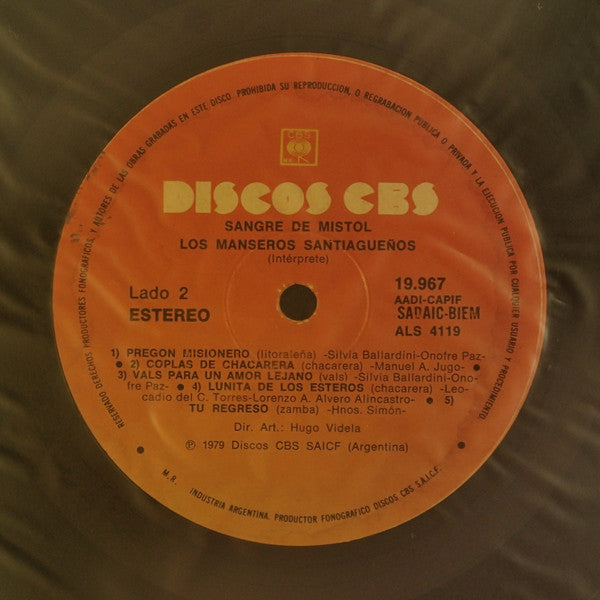 RESERVADO DERECHOS PRODUCTORES FONOGRAFICOS, Y AUTORES DE LAS OBRAS GRABADAS EN ESTE DISCO. PROHIBIDA SU REPRODUCCION, O REGRABACION PUBLICA O PRIVADA Y LA EJECUCION PUBLICA POR CUALQUIER USUARIO Y PROCEDIMIENTO
CBS
DISCOS CBS
SANGRE DE MISTOL
LOS MANSEROS SANTIAGUEÑOS
(Intérprete)
Lado 2
ESTEREO
19.967
AADI-CAPIF
SADAIC-BIEM
ALS 4119
1) PREGON MISIONERO (litoraleña) -Silvia Ballardini-Onofre Paz-
● 2) COPLAS DE CHACARERA (chacarera) -Manuel A. Jugo- ●
3) VALS PARA UN AMOR LEJANO (vals) -Silvia Ballardini-Ono-
fre Paz- ● 4) LUNITA DE LOS ESTEROS (chacarera) -Leo-
cadio del C. Torres-Lorenzo A. Alvero Alincastro- ● 5)
TU REGRESO (zamba) -Hnos. Simón-
Dir. Art.: Hugo Videla
℗ 1979 Discos CBS SAICF (Argentina)
M.R. INDUSTRIA ARGENTINA. PRODUCTOR FONOGRAFICO DISCOS CBS S.A.I.C.F.